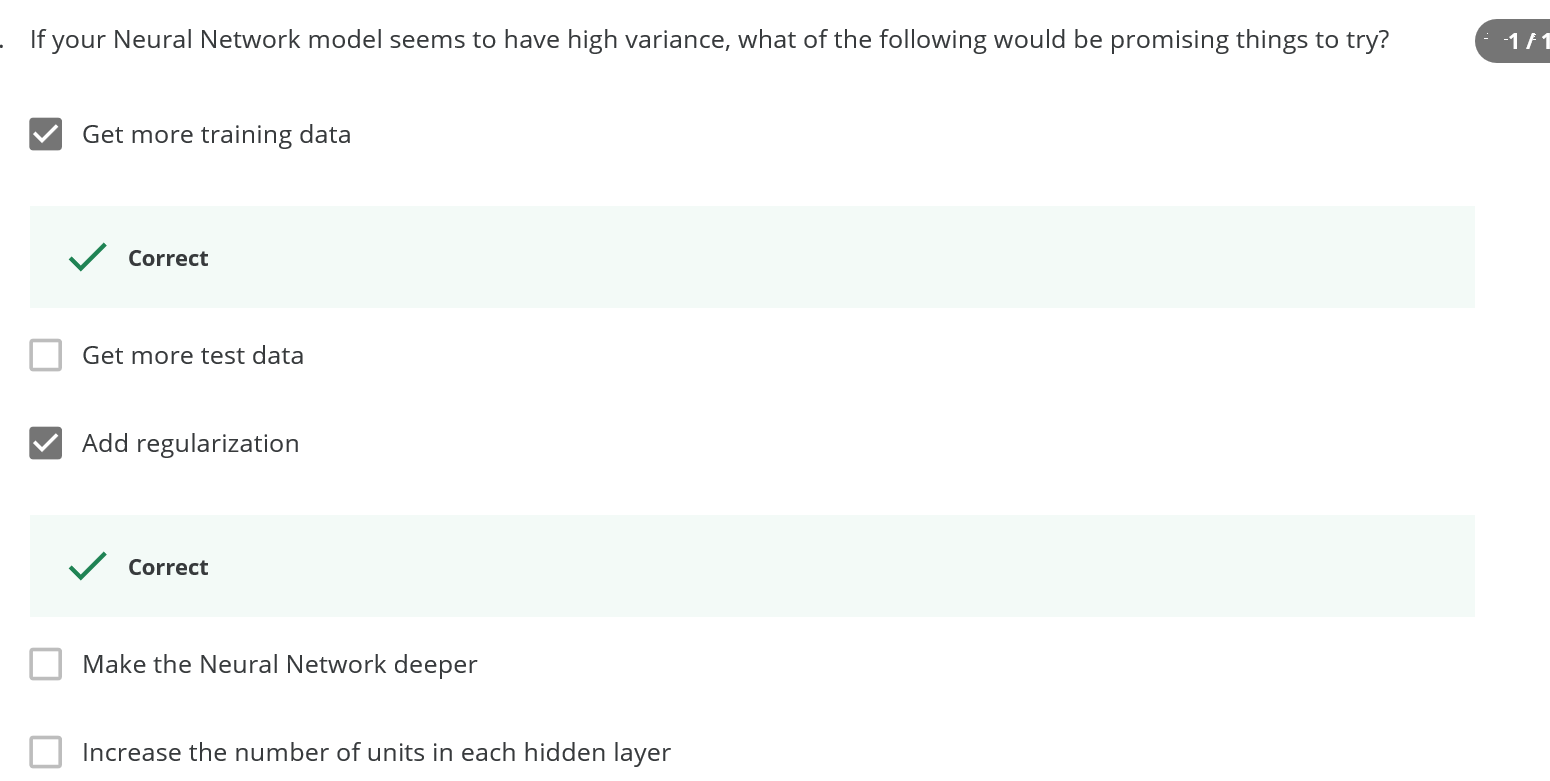 . If your Neural Network model seems to have high variance, what of the following would be promising things to try?
1 / 1
Get more training data
Correct
Get more test data
Add regularization
Correct
Make the Neural Network deeper
Increase the number of units in each hidden layer